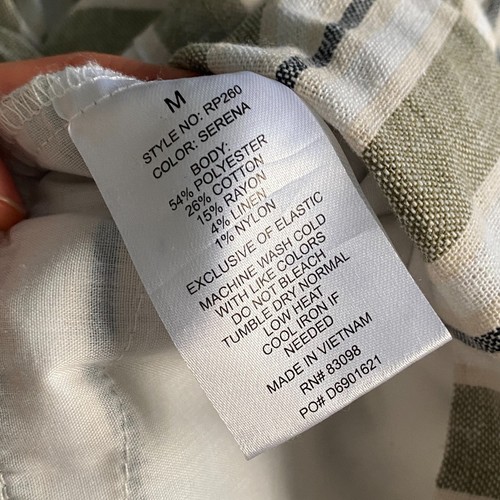 M
STYLE NO: RP260
COLOR: SERENA
BODY:
54% POLYESTER
26% COTTON
15% RAYON
4% LINEN
1% NYLON
EXCLUSIVE OF ELASTIC
MACHINE WASH COLD
WITH LIKE COLORS
DO NOT BLEACH
TUMBLE DRY NORMAL
LOW HEAT
COOL IRON IF
NEEDED
MADE IN VIETNAM
RN# 83098
PO# D6901621